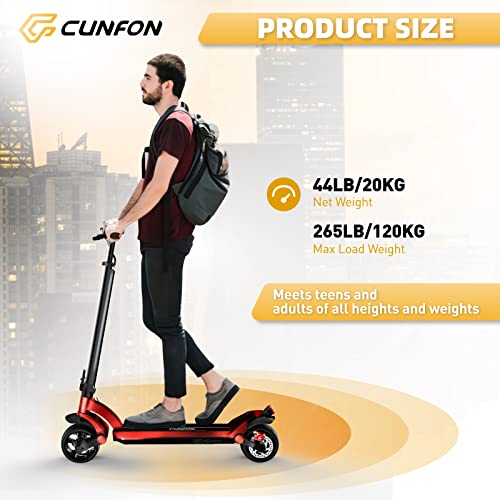 CUNFON
PRODUCT SIZE
44LB/20KG
Net Weight
265LB/120KG
Max Load Weight
Meets teens and
adults of all heights and weights
CUNFON